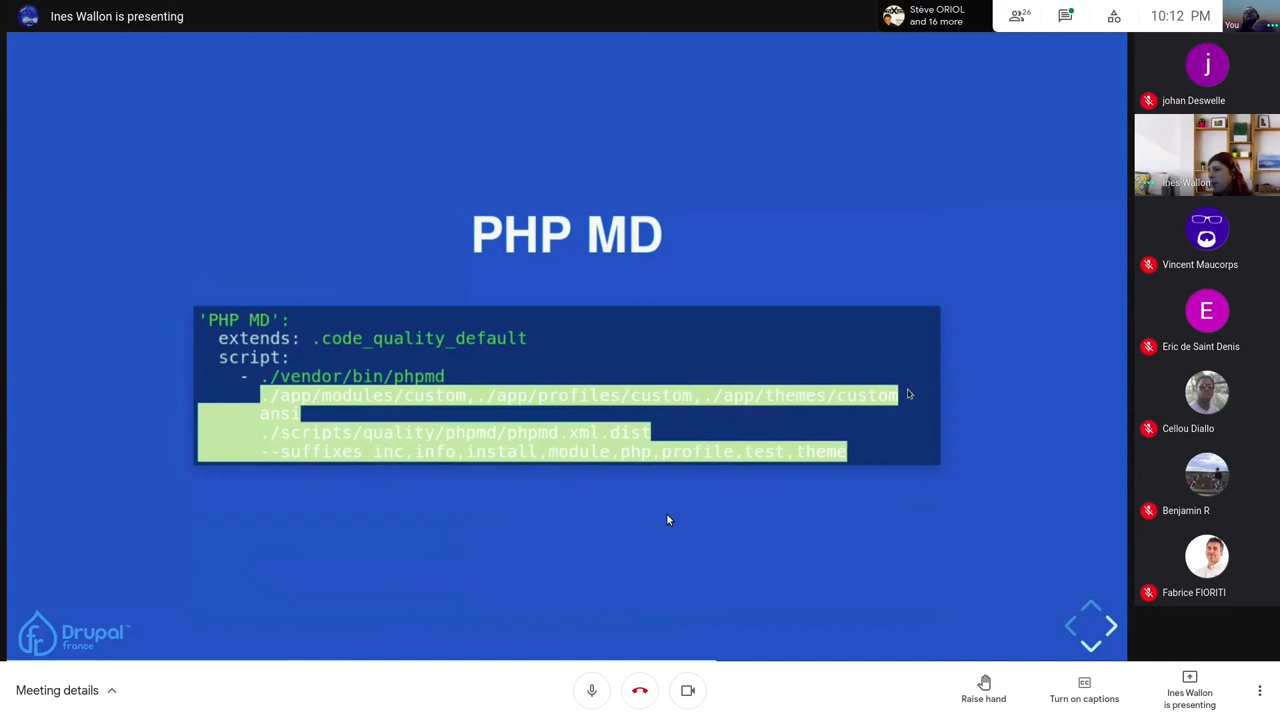 Ines Wallon is presenting
Stève ORIOL
and 16 more
26
10:12 PM
You
j
johan Deswelle
Ines Wallon
Vincent Maucorps
E
Eric de Saint Denis
Cellou Diallo
Benjamin R
Fabrice FIORITI
PHP MD
'PHP MD':
extends: .code_quality_default
script:
- ./vendor/bin/phpmd
./app/modules/custom,./app/profiles/custom,./app/themes/custom
ansi
./scripts/quality/phpmd/phpmd.xml.dist
--suffixes inc,info,install,module,php,profile,test,theme
fr
Drupal™
france
Meeting details
Raise hand
CC
Turn on captions
Ines Wallon
is presenting